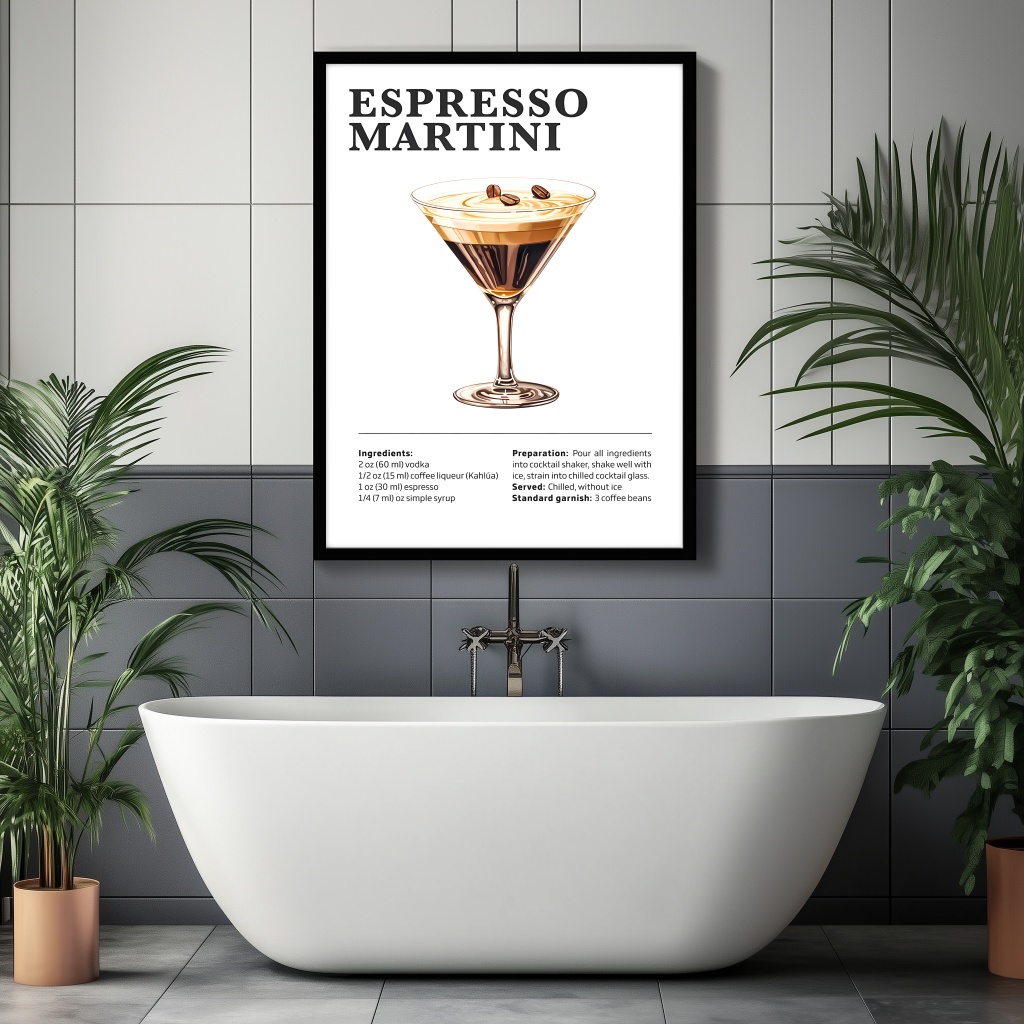 ESPRESSO
MARTINI
Ingredients:
2 oz (60 ml) vodka
1/2 oz (15 ml) coffee liqueur (Kahlúa)
1 oz (30 ml) espresso
1/4 (7 ml) oz simple syrup
Preparation: Pour all ingredients
into cocktail shaker, shake well with
ice, strain into chilled cocktail glass.
Served: Chilled, without ice
Standard garnish: 3 coffee beans